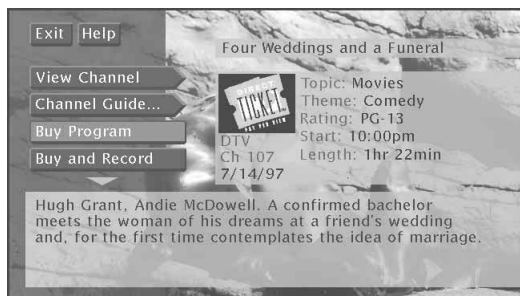 Exit Help
Four Weddings and a Funeral
View Channel
Channel Guide...
Buy Program
Buy and Record
DIRECT
TICKET
PAY PER VIEW
DTV
Ch 107
7/14/97
Topic: Movies
Theme: Comedy
Rating: PG-13
Start: 10:00pm
Length: 1hr 22min
Hugh Grant, Andie McDowell. A confirmed bachelor
meets the woman of his dreams at a friend's wedding
and, for the first time contemplates the idea of marriage.